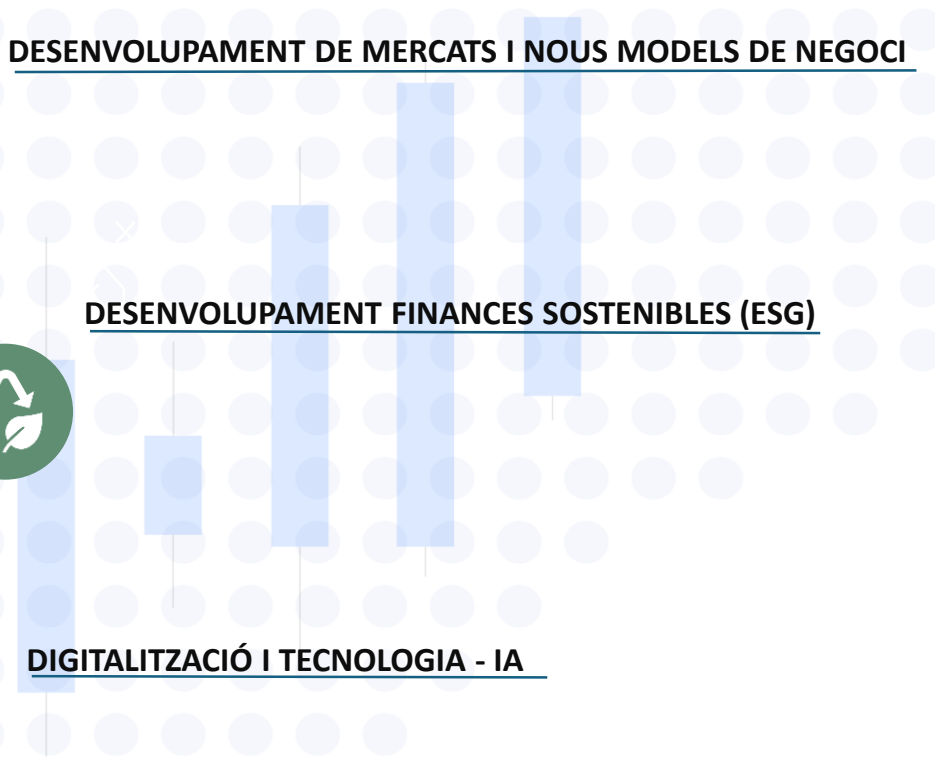 DESENVOLUPAMENT DE MERCATS I NOUS MODELS DE NEGOCI
DESENVOLUPAMENT FINANCES SOSTENIBLES (ESG)
DIGITALITZACIÓ I TECNOLOGIA - IA